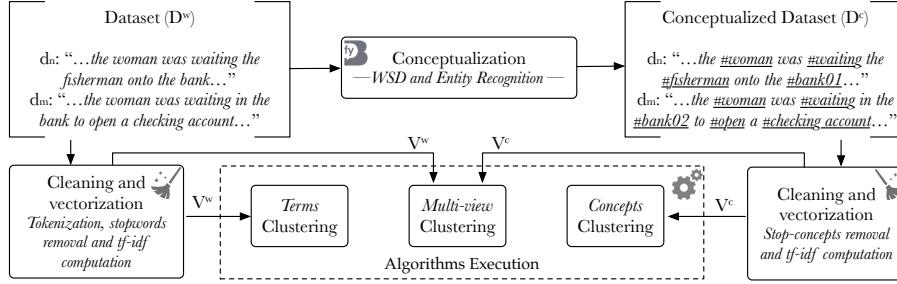 Dataset (Dʷ)
dₙ: “…the woman was waiting the
fisherman onto the bank…”
dₘ: “…the woman was waiting in the
bank to open a checking account…”
fy
Conceptualization
WSD and Entity Recognition
Conceptualized Dataset (Dᶜ)
dₙ: “…the #woman was #waiting the
#fisherman onto the #bank01…”
dₘ: “…the #woman was #waiting in the
#bank02 to #open a #checking account…”
Cleaning and
vectorization
Tokenization, stopwords
removal and tf-idf
computation
Vʷ
Vʷ
Vᶜ
Terms
Clustering
Multi-view
Clustering
Concepts
Clustering
Algorithms Execution
Vᶜ
Cleaning and
vectorization
Stop-concepts removal
and tf-idf computation